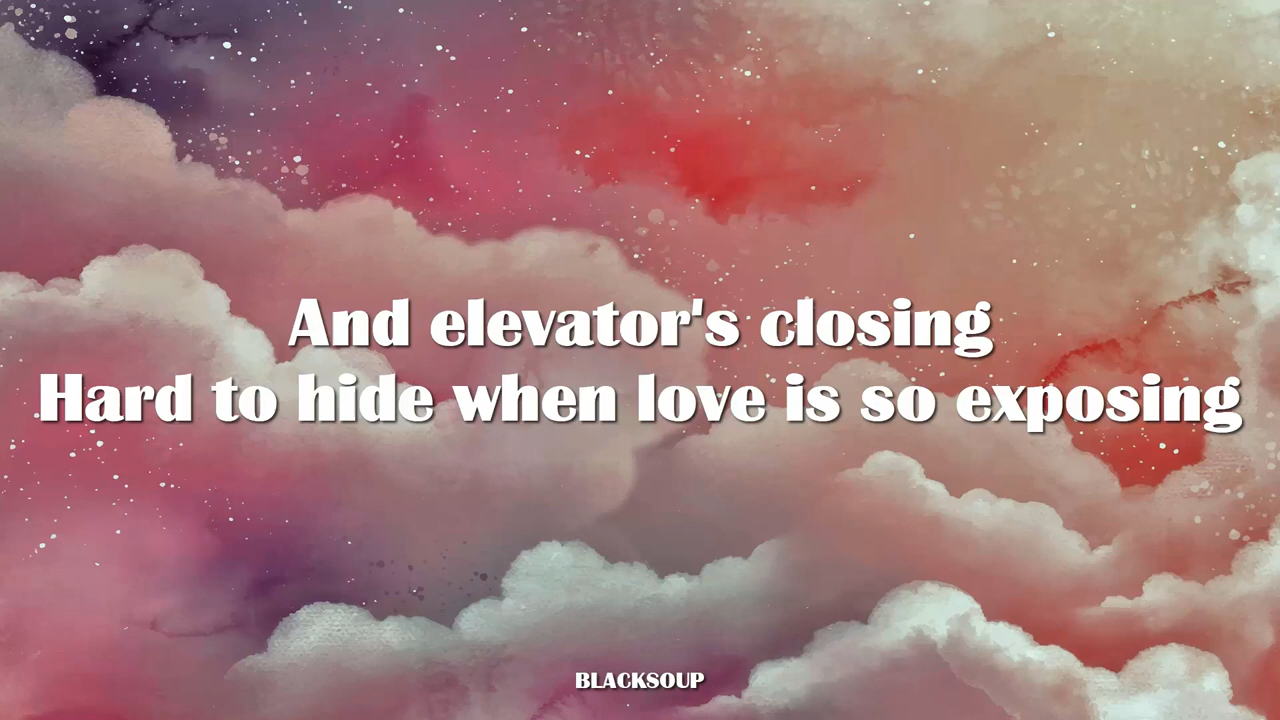 And elevator's closing
Hard to hide when love is so exposing
BLACKSOUP